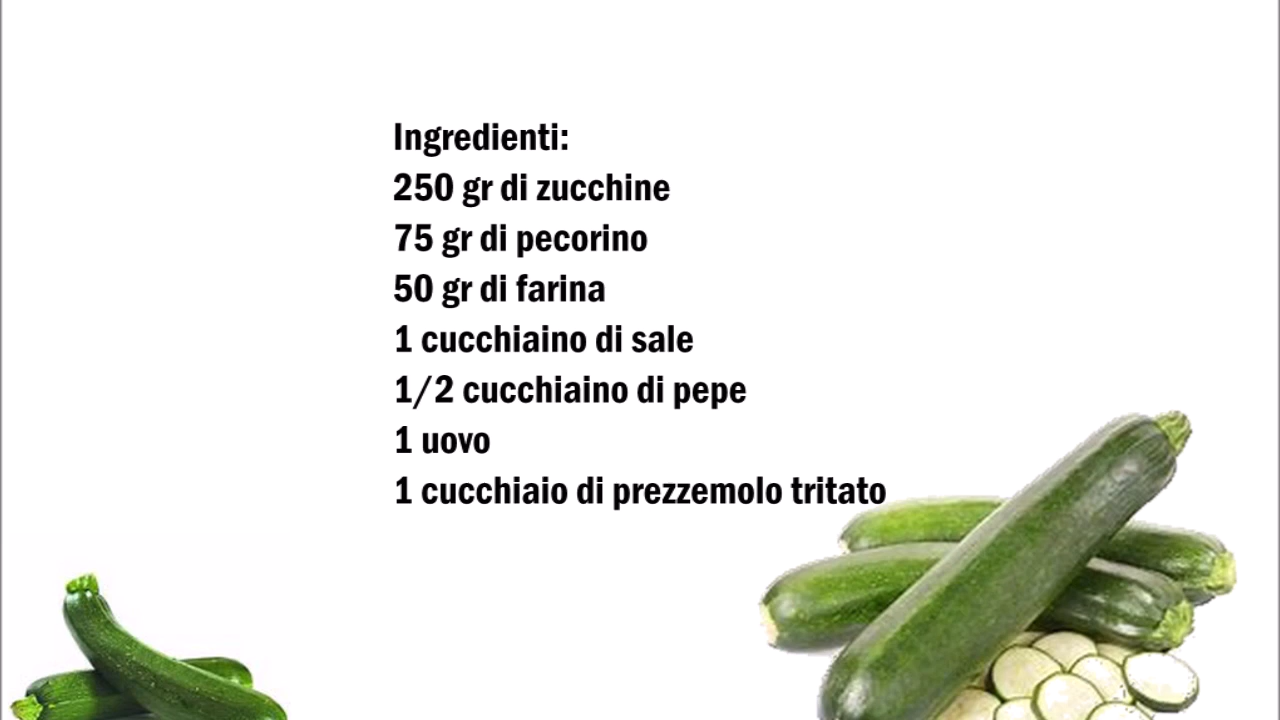 Ingredienti:
250 gr di zucchine
75 gr di pecorino
50 gr di farina
1 cucchiaino di sale
1/2 cucchiaino di pepe
1 uovo
1 cucchiaio di prezzemolo tritato